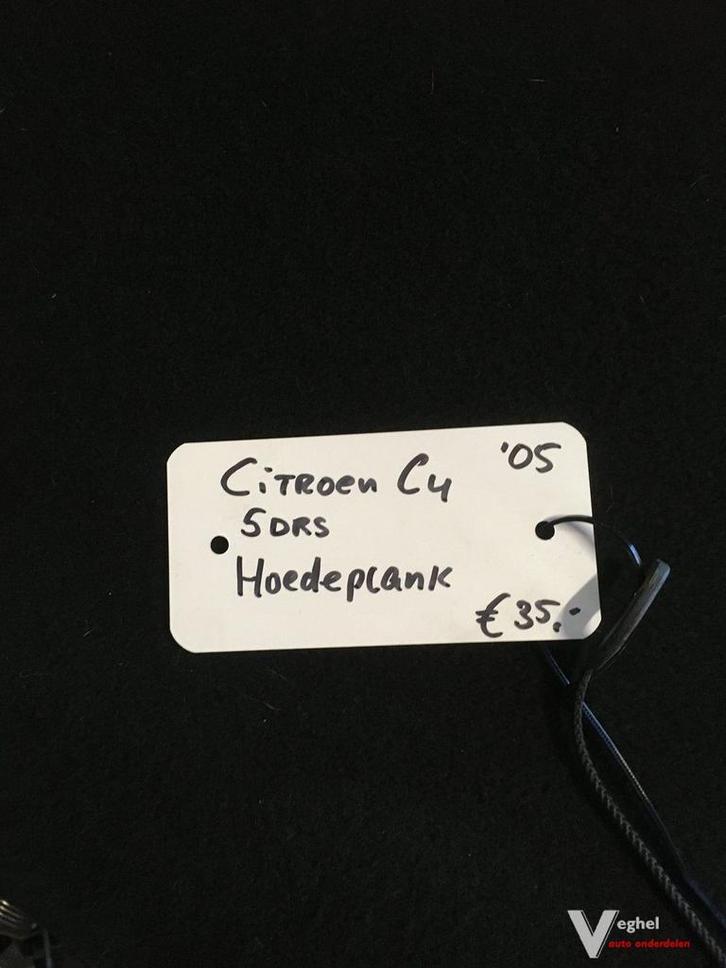 Citroen C4 '05
5DRS
Hoedeplank
€ 35,-
Veghel
auto onderdelen